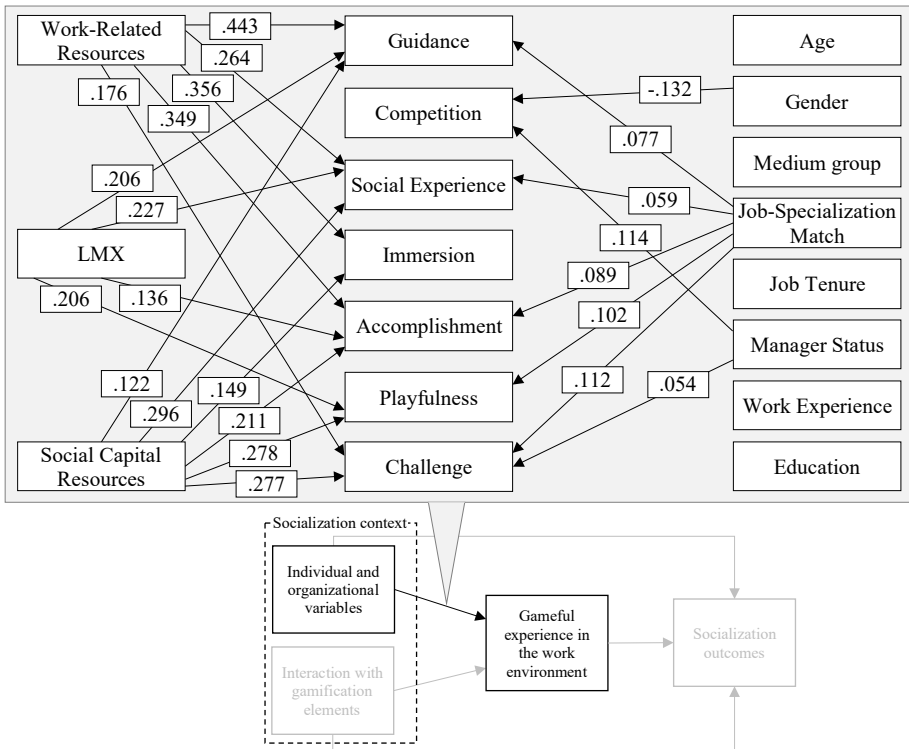 Work-Related
Resources
.443
Guidance
Age
.264
.176
.356
.349
Competition
-.132
Gender
.077
Medium group
.206
.227
Social Experience
.059
Job-Specialization
Match
.114
LMX
Immersion
.089
Job Tenure
.206
.136
Accomplishment
.102
Manager Status
.122
.149
.296
.211
Playfulness
.112
.054
Work Experience
.278
Social Capital
Resources
.277
Challenge
Education
Socialization context
Individual and
organizational
variables
Gameful
experience in
the work
environment
Socialization
outcomes
Interaction with
gamification
elements